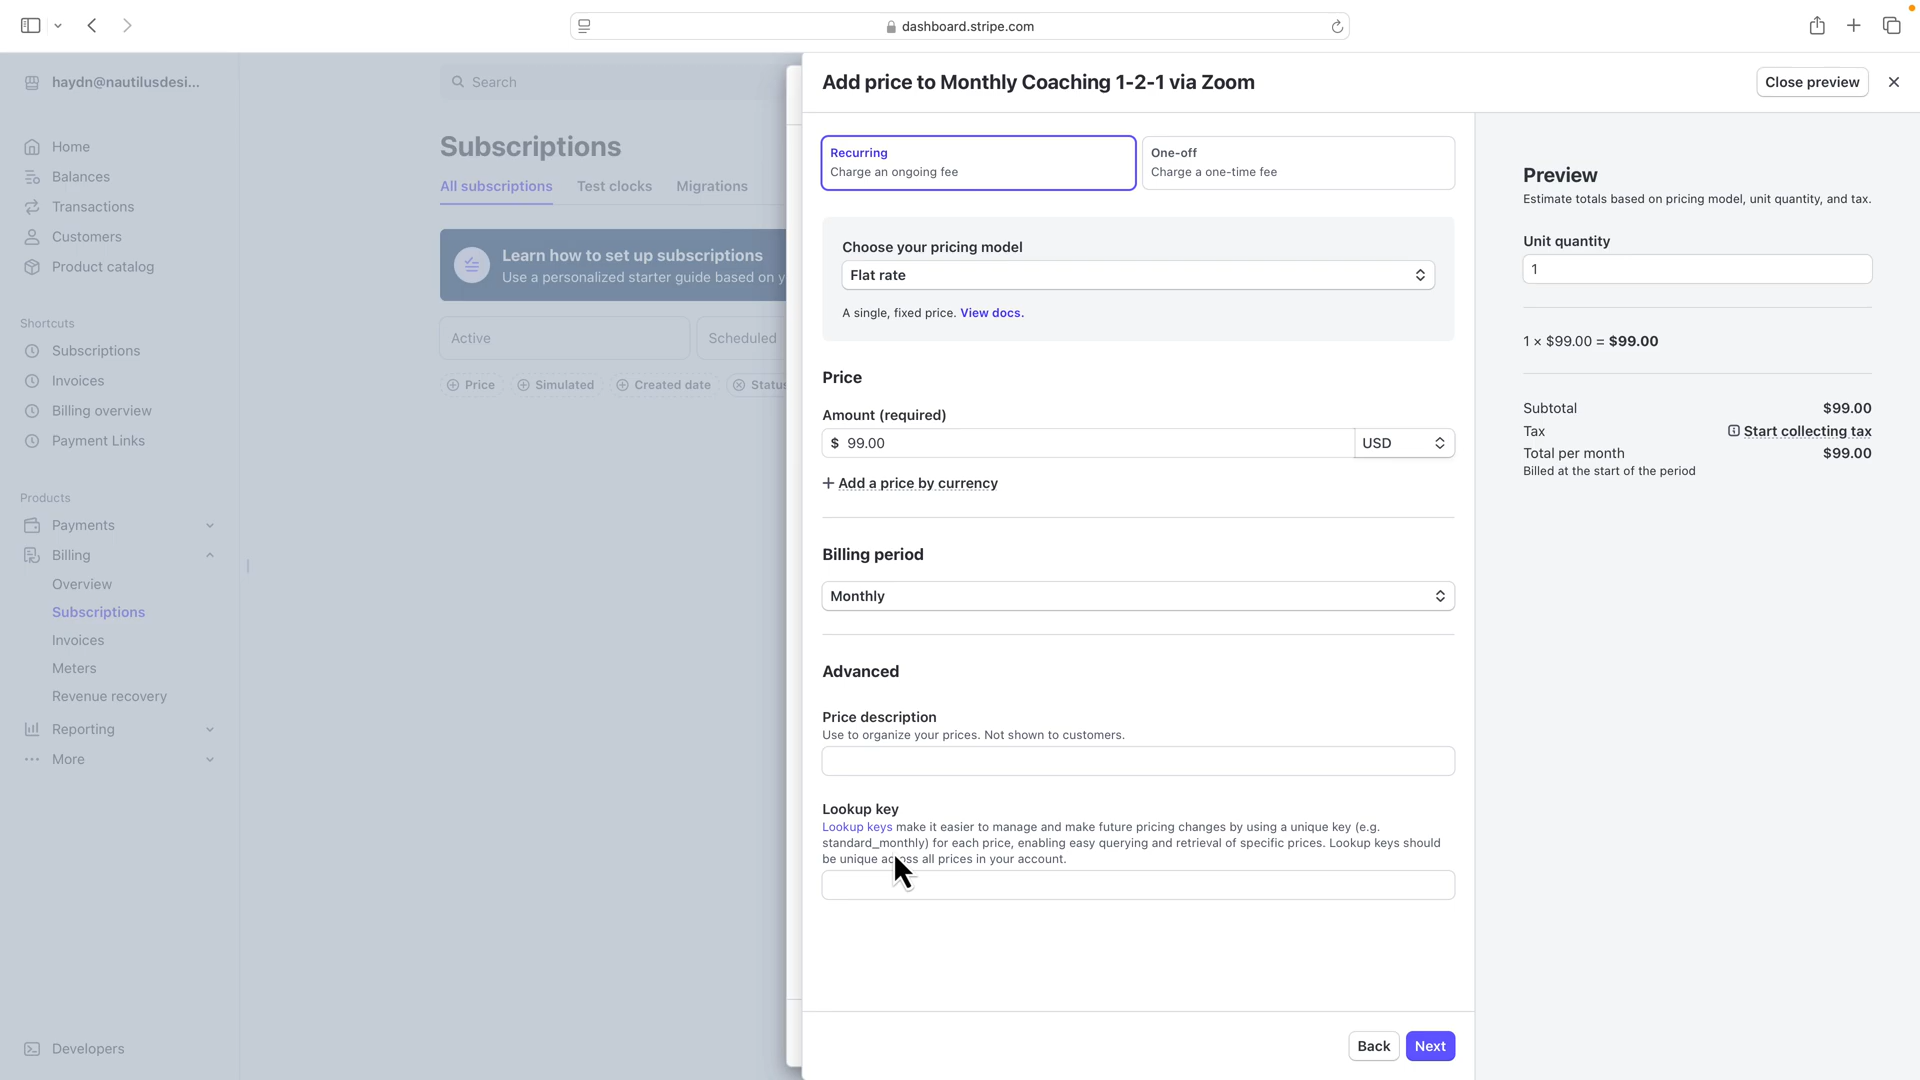 dashboard.stripe.com
haydn@nautilusdesi...
Home
Balances
Transactions
Customers
Product catalog
Shortcuts
Subscriptions
Invoices
Billing overview
Payment Links
Products
Payments
Billing
Overview
Subscriptions
Invoices
Meters
Revenue recovery
Reporting
More
Developers
Search
Subscriptions
All subscriptions Test clocks Migrations
Learn how to set up subscriptions
Use a personalized starter guide based on y
Active Scheduled
Price Simulated Created date Status
Add price to Monthly Coaching 1-2-1 via Zoom
Close preview
Recurring
Charge an ongoing fee
One-off
Charge a one-time fee
Choose your pricing model
Flat rate
A single, fixed price. View docs.
Price
Amount (required)
$ 99.00 USD
Add a price by currency
Billing period
Monthly
Advanced
Price description
Use to organize your prices. Not shown to customers.
Lookup key
Lookup keys make it easier to manage and make future pricing changes by using a unique key (e.g.
standard_monthly) for each price, enabling easy querying and retrieval of specific prices. Lookup keys should
be unique across all prices in your account.
Back Next
Preview
Estimate totals based on pricing model, unit quantity, and tax.
Unit quantity
1
1 × $99.00 = $99.00
Subtotal $99.00
Tax Start collecting tax
Total per month $99.00
Billed at the start of the period